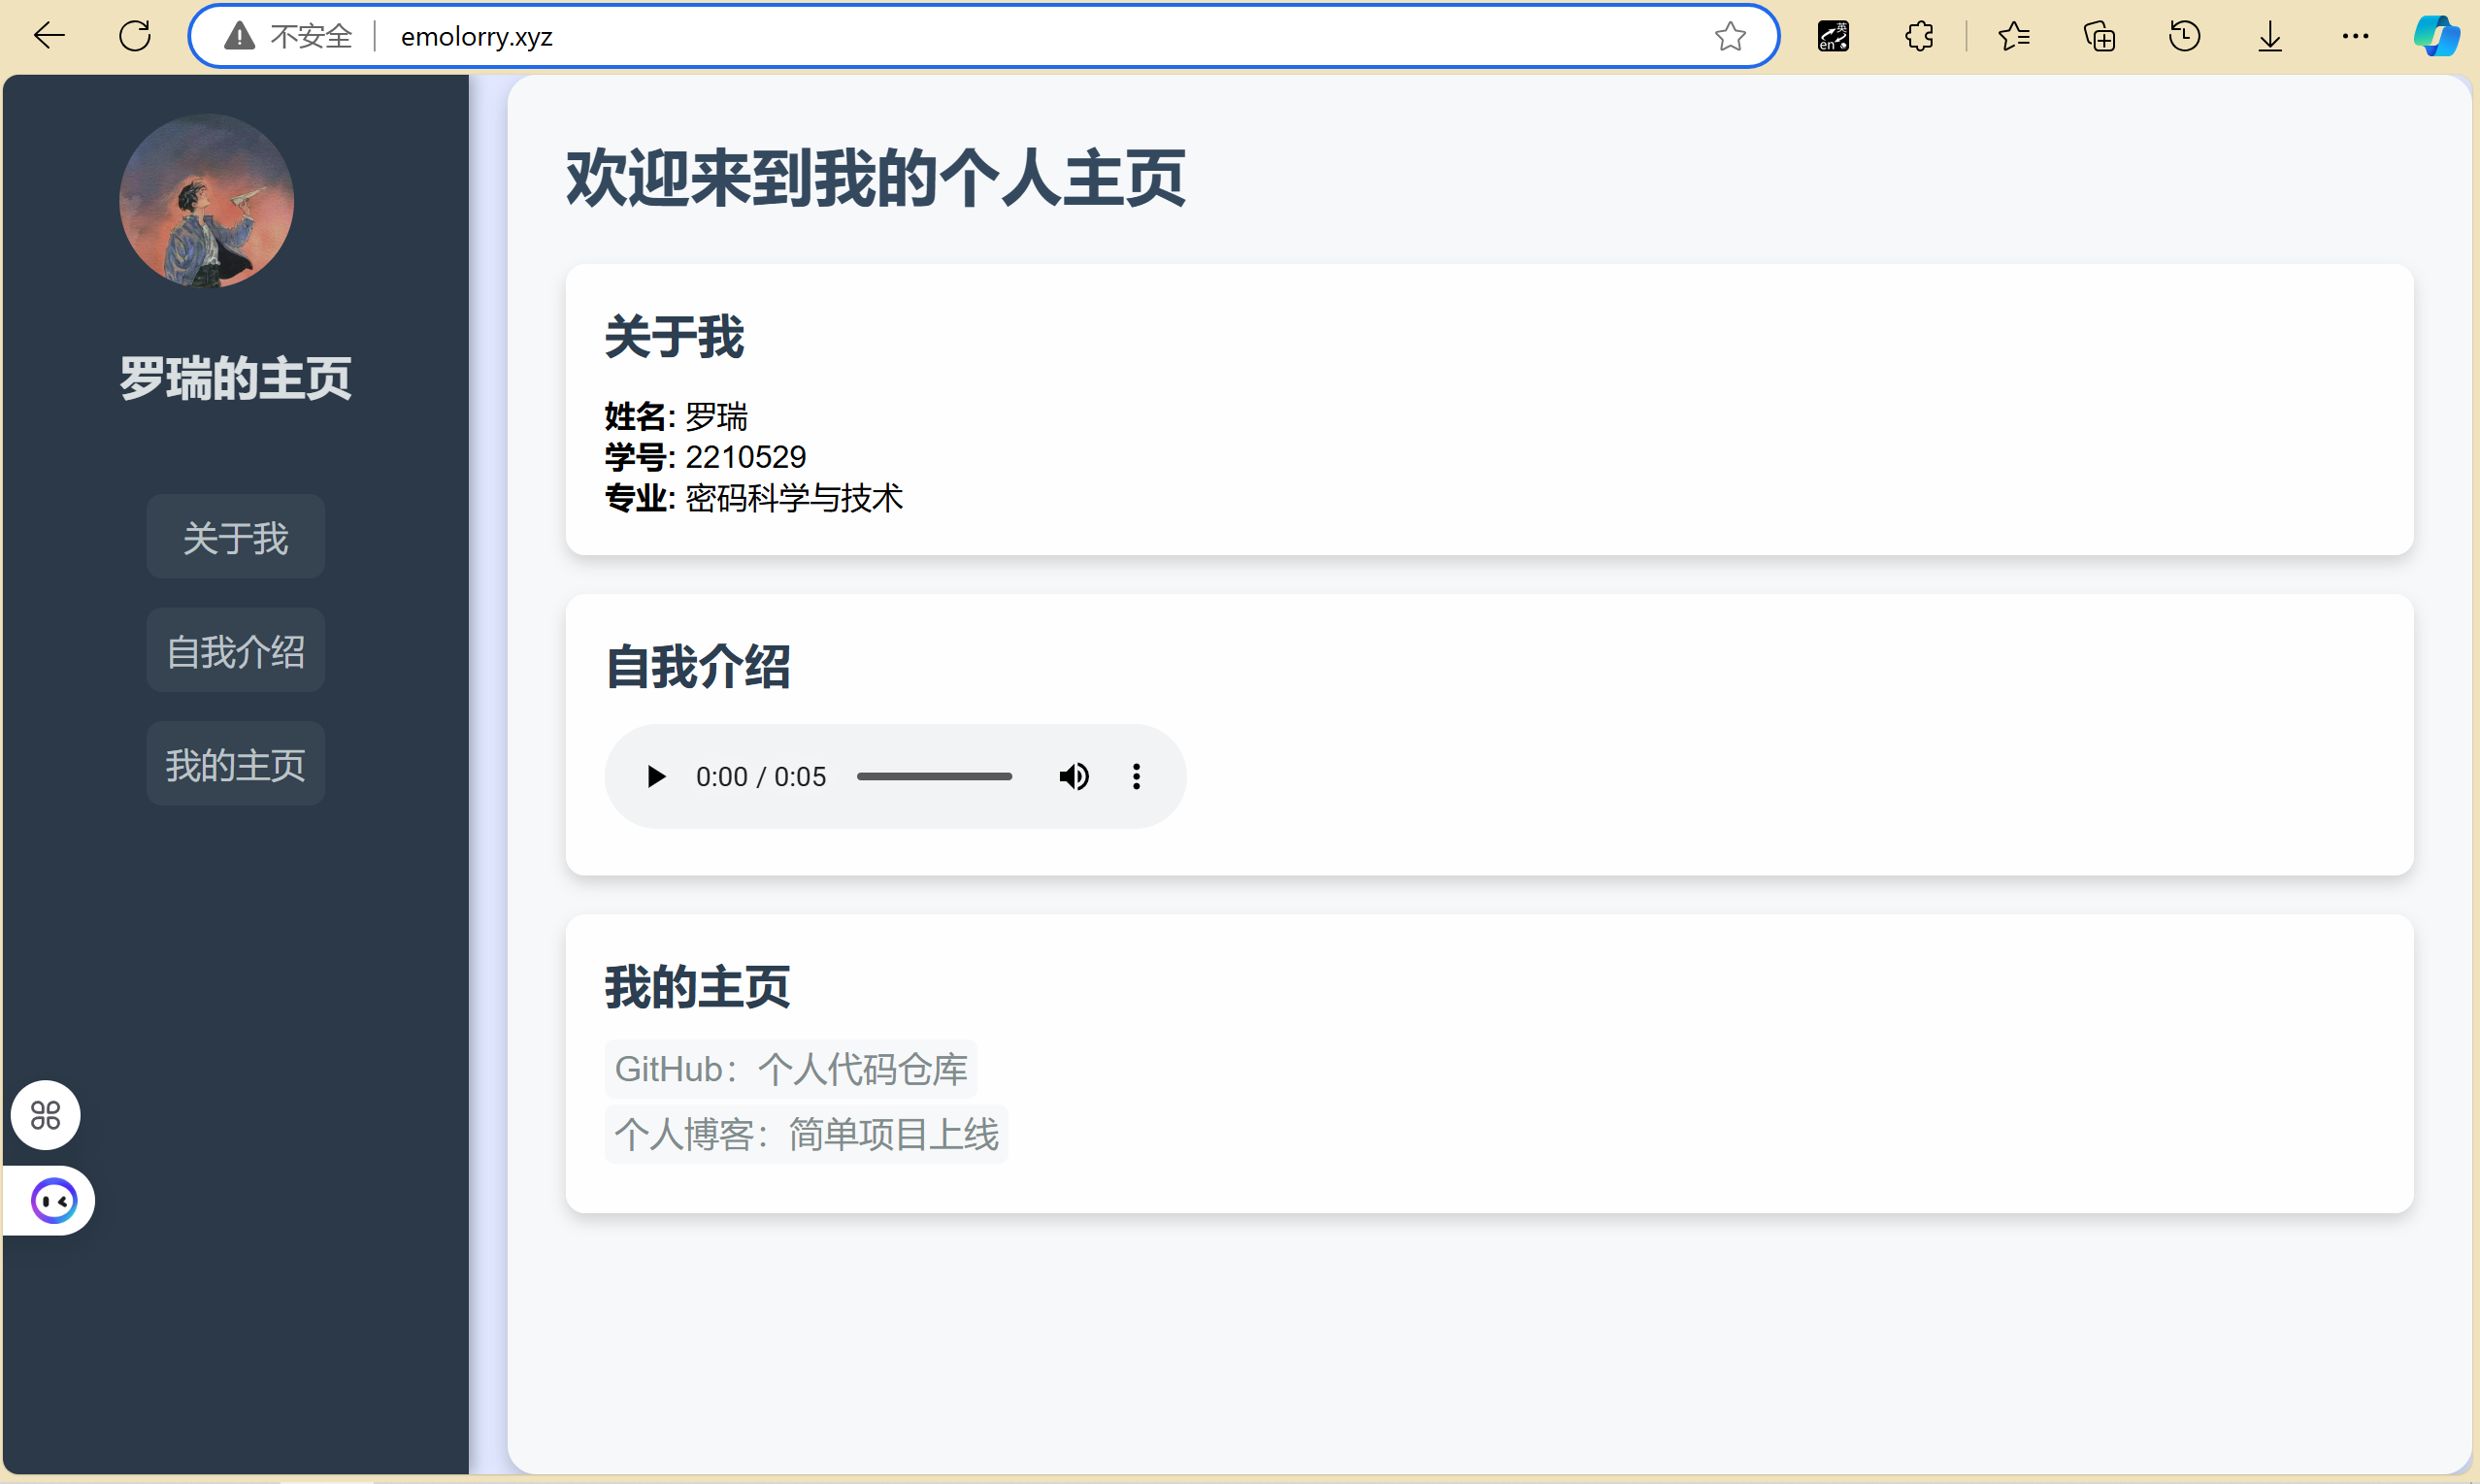 不安全 emolorry.xyz
英
en
罗瑞的主页
关于我
自我介绍
我的主页
欢迎来到我的个人主页
关于我
姓名: 罗瑞
学号: 2210529
专业: 密码科学与技术
自我介绍
0:00 / 0:05
我的主页
GitHub：个人代码仓库
个人博客：简单项目上线